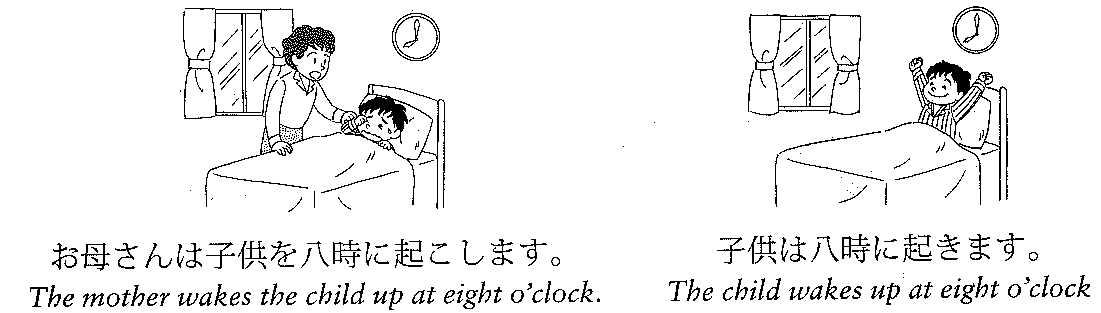 お母さんは子供を八時に起こします。
The mother wakes the child up at eight o'clock.
子供は八時に起きます。
The child wakes up at eight o'clock